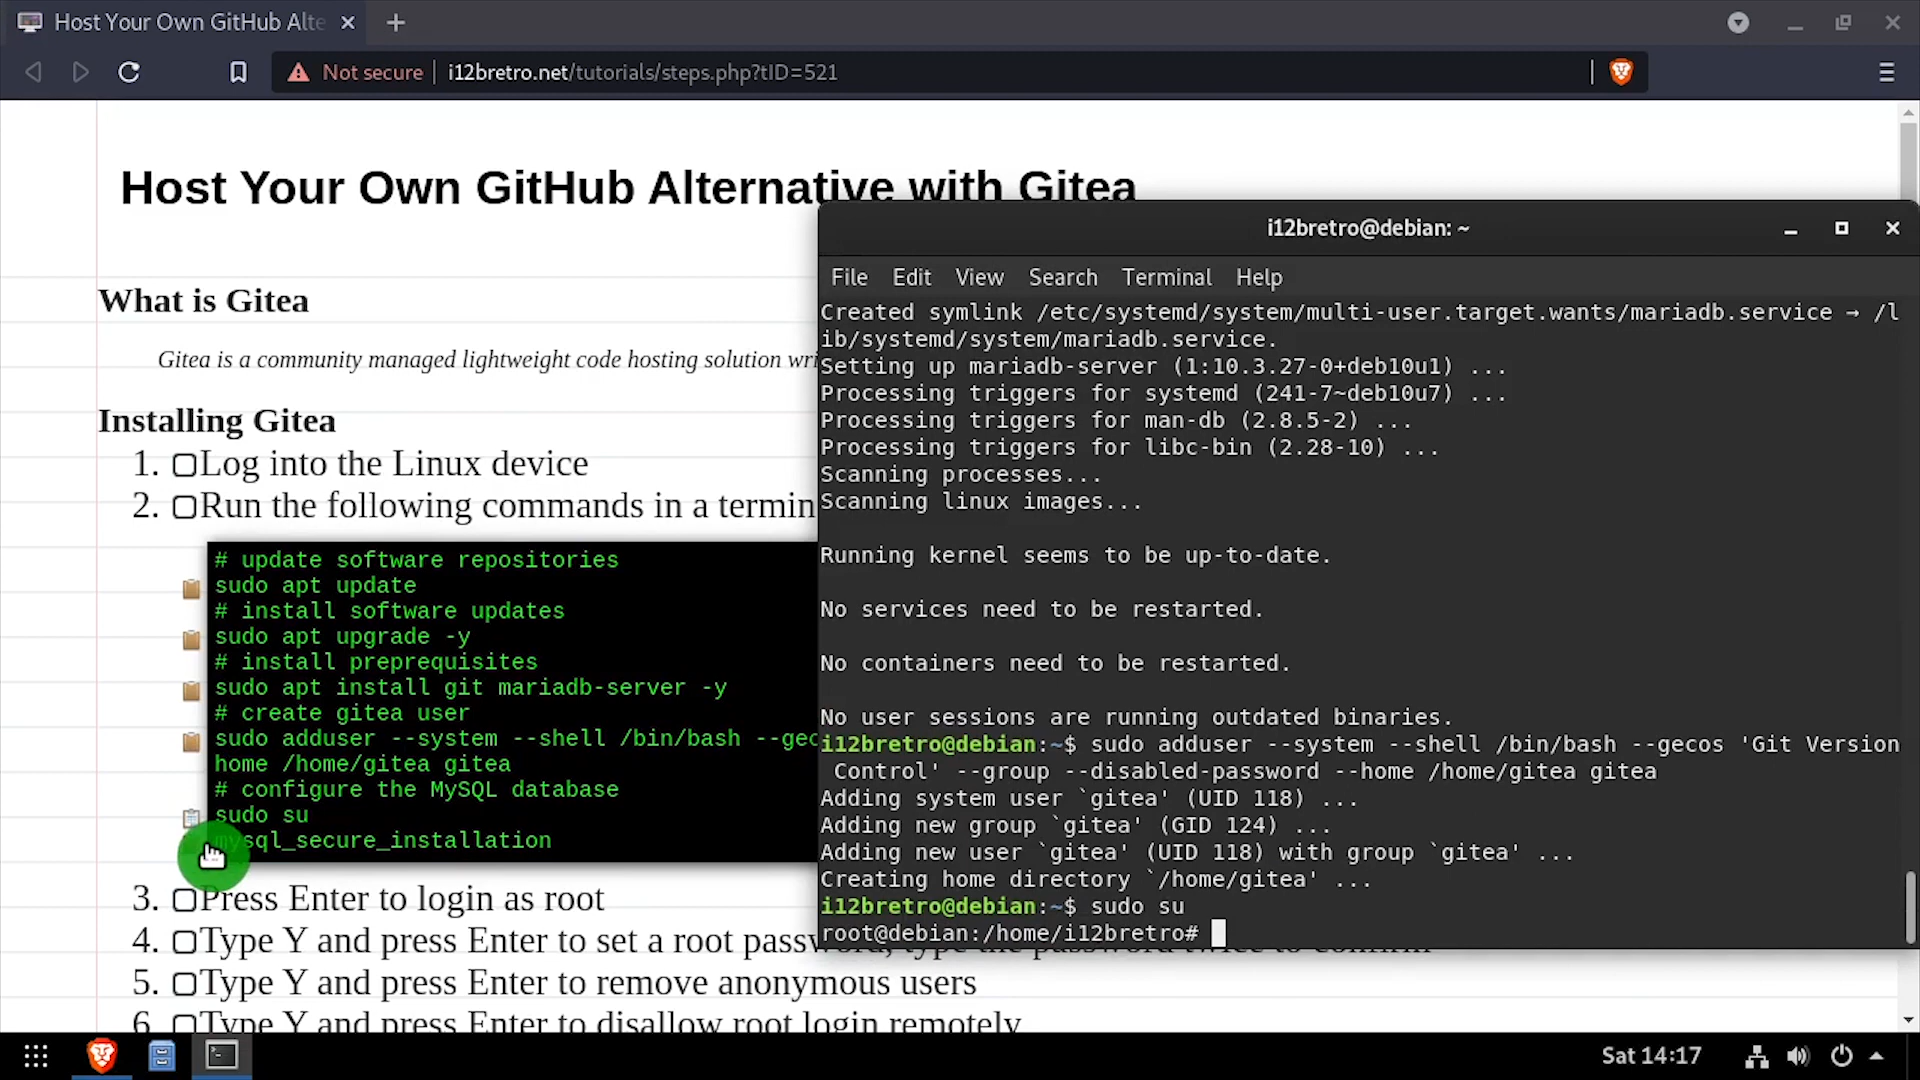 Host Your Own GitHub Alte
Not secure
i12bretro.net/tutorials/steps.php?tID=521
Host Your Own GitHub Alternative with Gitea
What is Gitea
Gitea is a community managed lightweight code hosting solution wri
Installing Gitea
1. Log into the Linux device
2. Run the following commands in a termin
# update software repositories
sudo apt update
# install software updates
sudo apt upgrade -y
# install preprequisites
sudo apt install git mariadb-server -y
# create gitea user
sudo adduser --system --shell /bin/bash --gec
home /home/gitea gitea
# configure the MySQL database
sudo su
mysql_secure_installation
3. Press Enter to login as root
4. Type Y and press Enter to set a root password, type the password twice to confirm
5. Type Y and press Enter to remove anonymous users
6. Type Y and press Enter to disallow root login remotely
i12bretro@debian: ~
File Edit View Search Terminal Help
Created symlink /etc/systemd/system/multi-user.target.wants/mariadb.service → /l
ib/systemd/system/mariadb.service.
Setting up mariadb-server (1:10.3.27-0+deb10u1) ...
Processing triggers for systemd (241-7~deb10u7) ...
Processing triggers for man-db (2.8.5-2) ...
Processing triggers for libc-bin (2.28-10) ...
Scanning processes...
Scanning linux images...
Running kernel seems to be up-to-date.
No services need to be restarted.
No containers need to be restarted.
No user sessions are running outdated binaries.
i12bretro@debian:~$ sudo adduser --system --shell /bin/bash --gecos 'Git Version
Control' --group --disabled-password --home /home/gitea gitea
Adding system user `gitea' (UID 118) ...
Adding new group `gitea' (GID 124) ...
Adding new user `gitea' (UID 118) with group `gitea' ...
Creating home directory `/home/gitea' ...
i12bretro@debian:~$ sudo su
root@debian:/home/i12bretro#
Sat 14:17